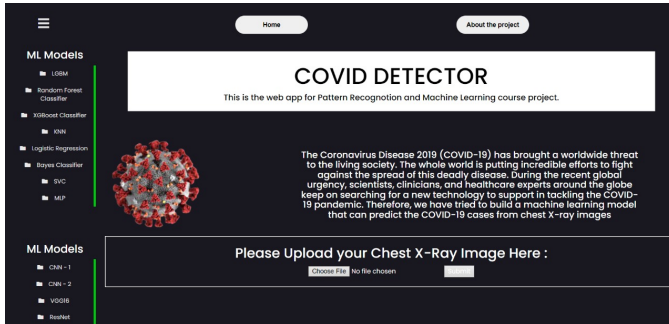 Home
About the project
ML Models
LGBM
Random Forest
Classifier
XGBoost Classifier
KNN
Logistic Regression
Bayes Classifier
SVC
MLP
ML Models
CNN - 1
CNN - 2
VGG16
ResNet
COVID DETECTOR
This is the web app for Pattern Recognotion and Machine Learning course project.
The Coronavirus Disease 2019 (COVID-19) has brought a worldwide threat
to the living society. The whole world is putting incredible efforts to fight
against the spread of this deadly disease. During the recent global
urgency, scientists, clinicians, and healthcare experts around the globe
keep on searching for a new technology to support in tackling the COVID-
19 pandemic. Therefore, we have tried to build a machine learning model
that can predict the COVID-19 cases from chest X-ray images
Please Upload your Chest X-Ray Image Here :
Choose File No file chosen